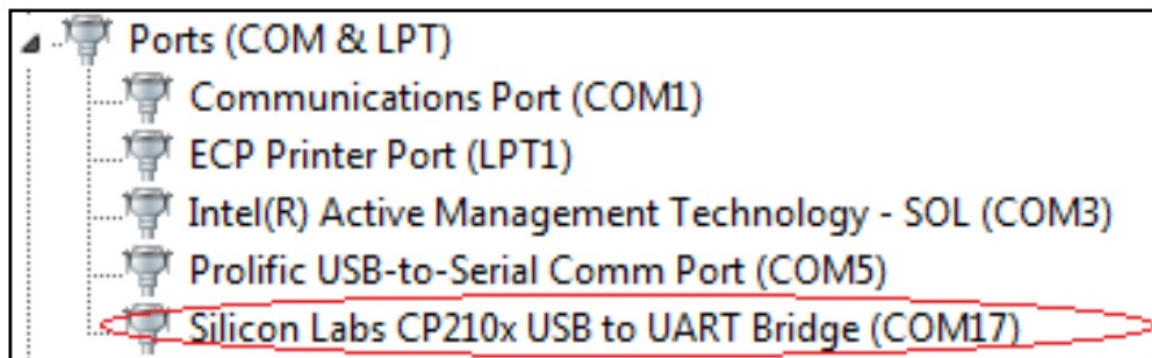 Ports (COM & LPT)
Communications Port (COM1)
ECP Printer Port (LPT1)
Intel(R) Active Management Technology - SOL (COM3)
Prolific USB-to-Serial Comm Port (COM5)
Silicon Labs CP210x USB to UART Bridge (COM17)